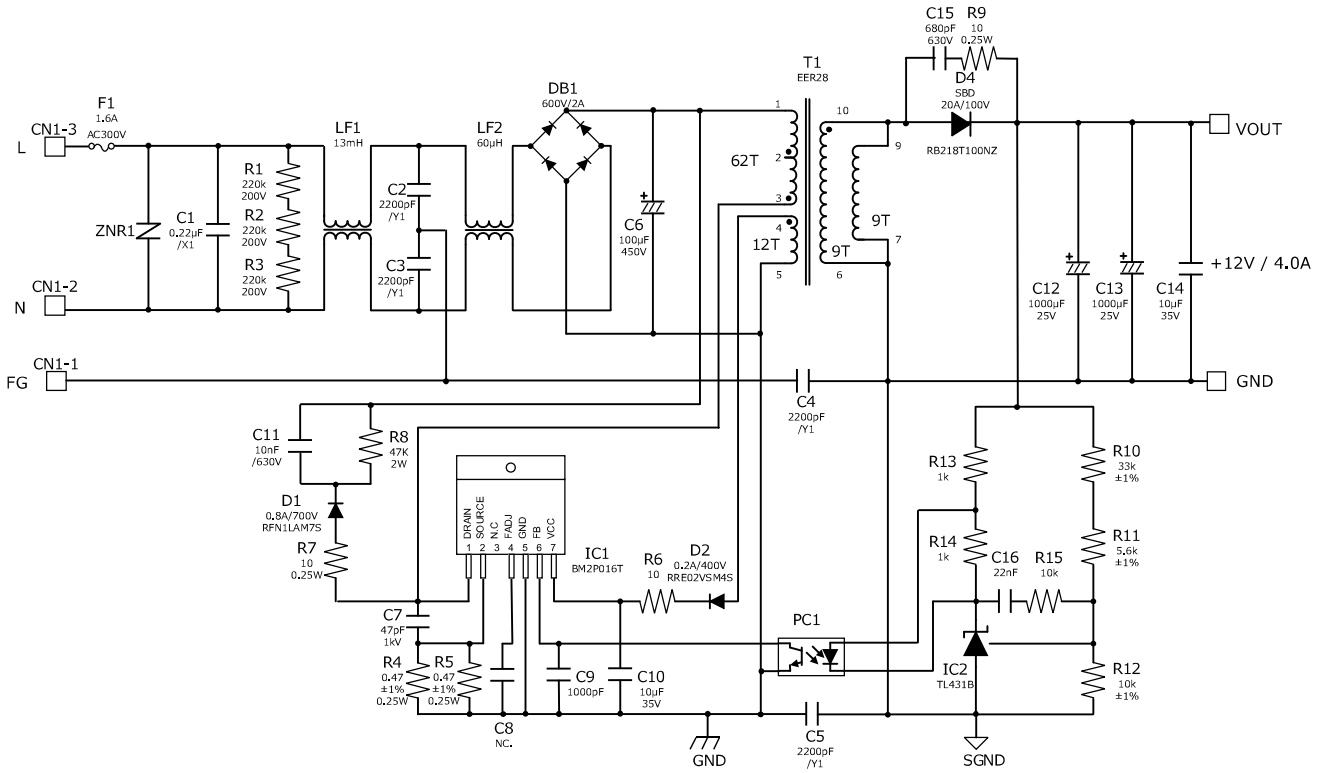 F1
1.6A
AC300V
CN1-3
L
R1
220k
200V
R2
220k
200V
R3
220k
200V
ZNR1
C1
0.22µF
/X1
CN1-2
N
LF1
13mH
C2
2200pF
/Y1
C3
2200pF
/Y1
LF2
60µH
DB1
600V/2A
+
C6
100µF
450V
T1
EER28
1
2
3
4
5
62T
12T
10
9
7
6
9T
9T
C15
680pF
630V
R9
10
0.25W
D4
SBD
20A/100V
RB218T100NZ
VOUT
+
C12
1000µF
25V
+
C13
1000µF
25V
C14
10µF
35V
+12V / 4.0A
GND
CN1-1
FG
C4
2200pF
/Y1
C11
10nF
/630V
R8
47K
2W
D1
0.8A/700V
RFN1LAM7S
R7
10
0.25W
DRAIN
SOURCE
N.C
FADJ
GND
FB
VCC
1 2 3 4 5 6 7
IC1
BM2P016T
R6
10
D2
0.2A/400V
RRE02VSM4S
C7
47pF
1kV
R4
0.47
±1%
0.25W
R5
0.47
±1%
0.25W
C8
NC.
C9
1000pF
C10
10µF
35V
GND
PC1
C5
2200pF
/Y1
R13
1k
R14
1k
C16
22nF
R15
10k
R10
33k
±1%
R11
5.6k
±1%
IC2
TL431B
R12
10k
±1%
SGND